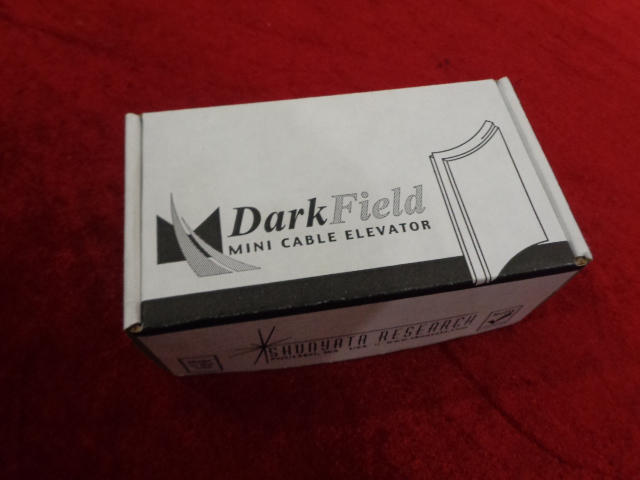 DarkField
MINI CABLE ELEVATOR
SHUNYATA RESEARCH